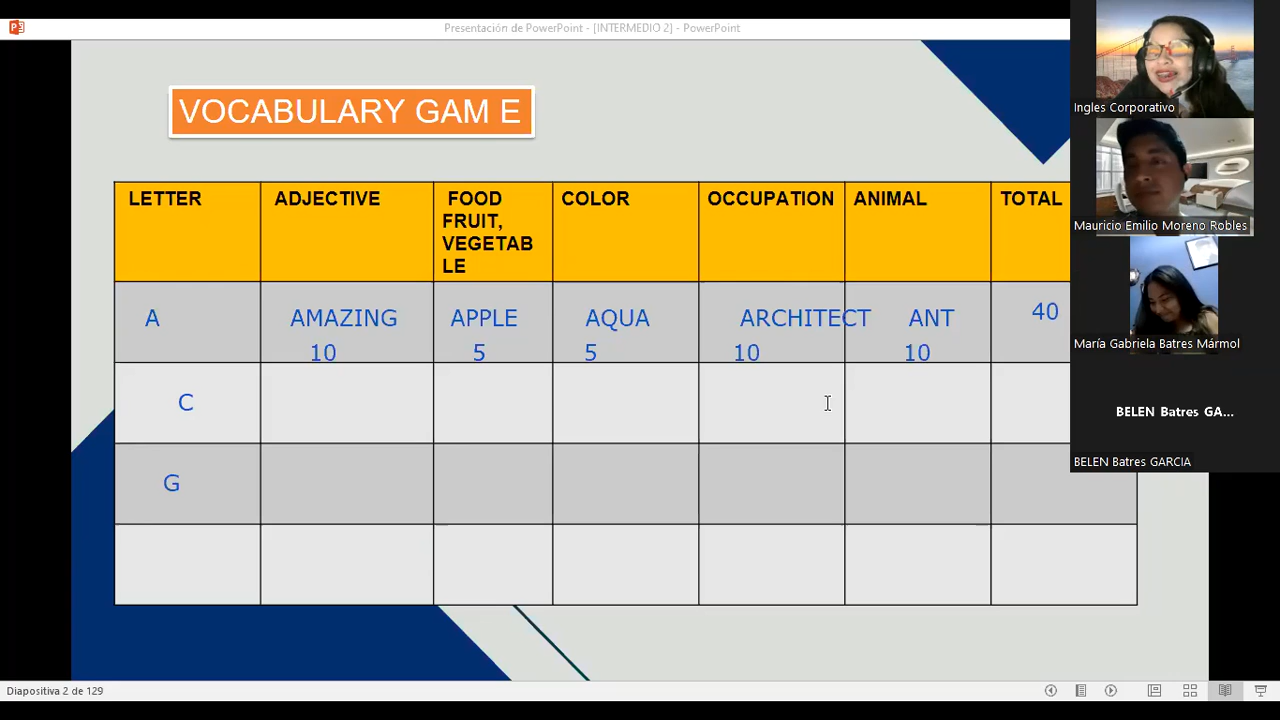 Presentación de PowerPoint - [INTERMEDIO 2] - PowerPoint
VOCABULARY GAM E
LETTER ADJECTIVE FOOD FRUIT, VEGETAB LE COLOR OCCUPATION ANIMAL TOTAL
A AMAZING APPLE AQUA ARCHITECT ANT 40
10 5 5 10 10
C
G
Ingles Corporativo
Mauricio Emilio Moreno Robles
María Gabriela Batres Mármol
BELEN Batres GA...
BELEN Batres GARCIA
Diapositiva 2 de 129